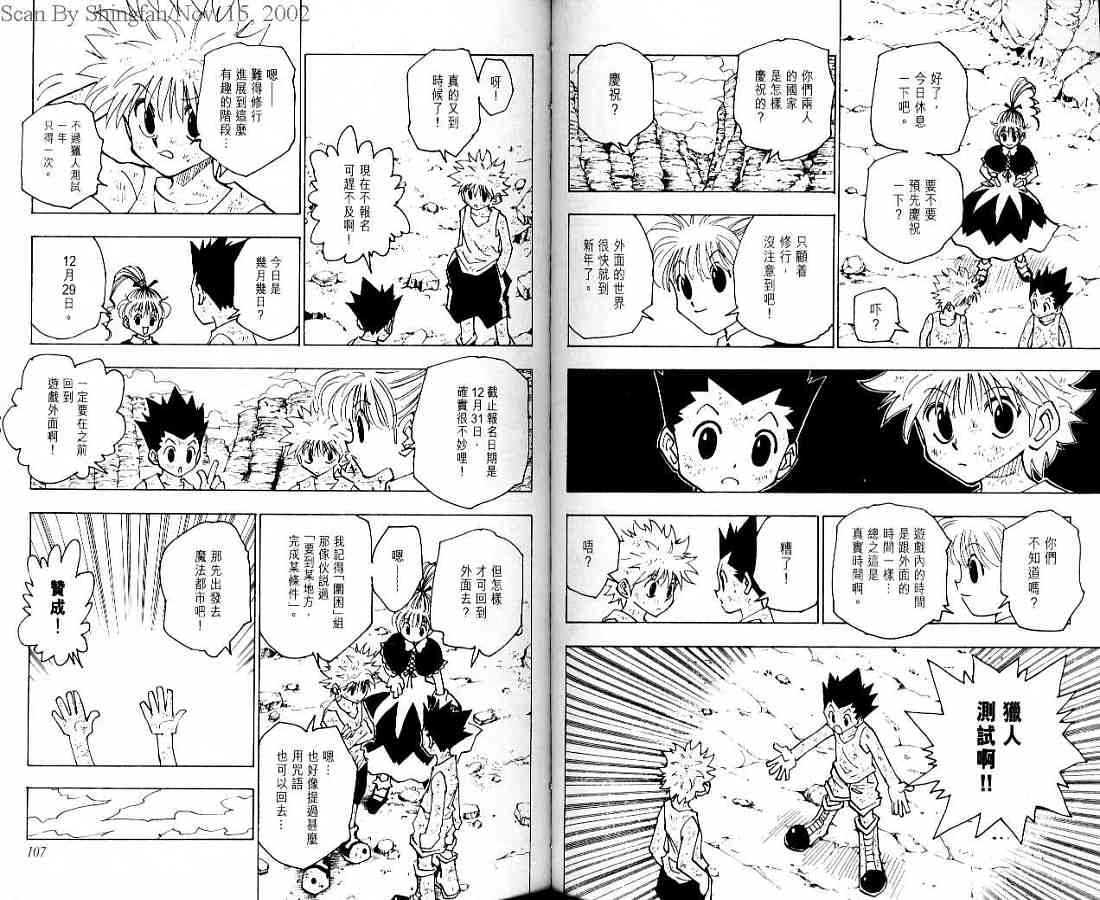 Scan By Shingfan/Nov 15, 2002
好了，
今日休息
一下吧。
要不要
預先慶祝
一下？
吓？
你們兩人
的國家
是怎樣
慶祝的？
慶祝？
只顧着
修行，
沒注意到吧！
外面的世界
很快就到
新年了。
你們
不知道嗎？
遊戲內的時間
是跟外面的
時間一樣…
總之這是
真實時間啊。
糟了！
唔？
獵人
測試啊!!
呀！
真的又到
時候了！
現在不報名
可趕不及啊！
嗯——
難得修行
進展到這麼
有趣的階段…
不過獵人測試
一年
只得一次。
今日是
幾月幾日？
12月29日。
截止報名日期是
12月31日，
確實很不妙哩！
一定要在之前
回到
遊戲外面啊！
但怎樣
才可回到
外面去？
嗯……
我記得「圍困」組
那傢伙說過
「要到某地方，
完成某條件」。
嗯…
也好像提過甚麼
用咒語
也可以回去…
那先出發去
魔法都市吧！
贊成！
107